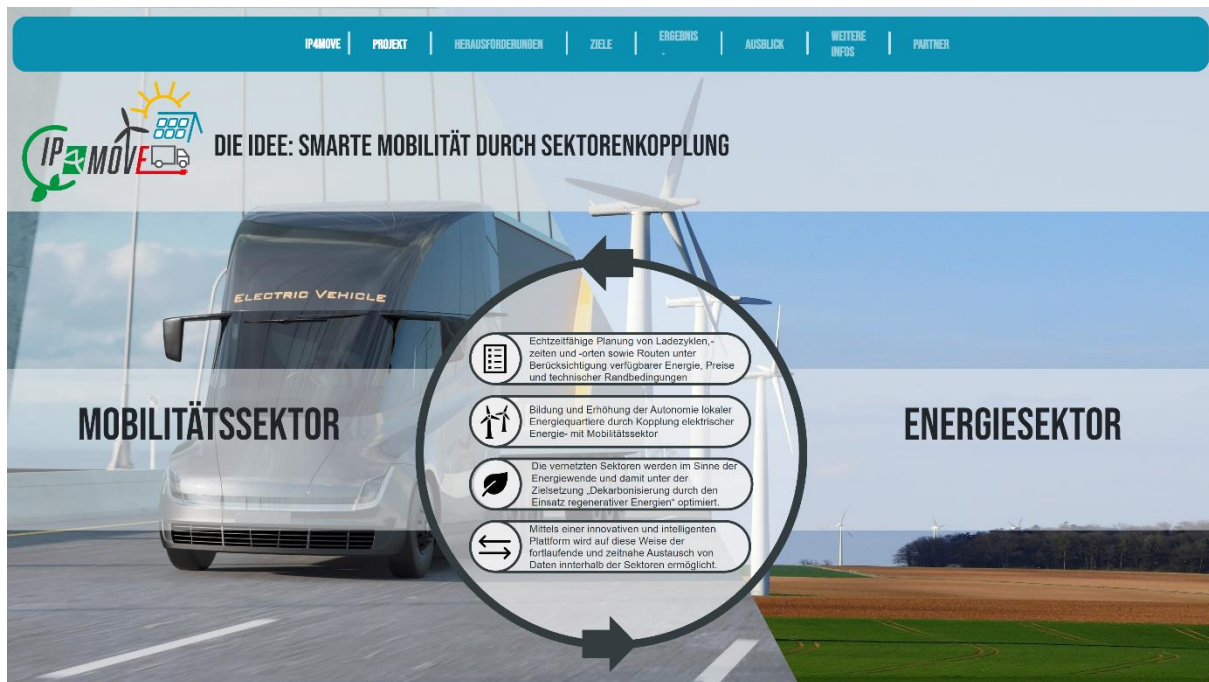 IP4MOVE
PROJEKT
HERAUSFORDERUNGEN
ZIELE
ERGEBNIS
.
AUSBLICK
WEITERE
INFOS
PARTNER
IP4MOVE
DIE IDEE: SMARTE MOBILITÄT DURCH SEKTORENKOPPLUNG
ELECTRIC VEHICLE
MOBILITÄTSSEKTOR
Echtzeitfähige Planung von Ladezyklen,-
zeiten und -orten sowie Routen unter
Berücksichtigung verfügbarer Energie, Preise
und technischer Randbedingungen
Bildung und Erhöhung der Autonomie lokaler
Energiequartiere durch Kopplung elektrischer
Energie- mit Mobilitätssektor
Die vernetzten Sektoren werden im Sinne der
Energiewende und damit unter der
Zielsetzung „Dekarbonisierung durch den
Einsatz regenerativer Energien“ optimiert.
Mittels einer innovativen und intelligenten
Plattform wird auf diese Weise der
fortlaufende und zeitnahe Austausch von
Daten innterhalb der Sektoren ermöglicht.
ENERGIESEKTOR